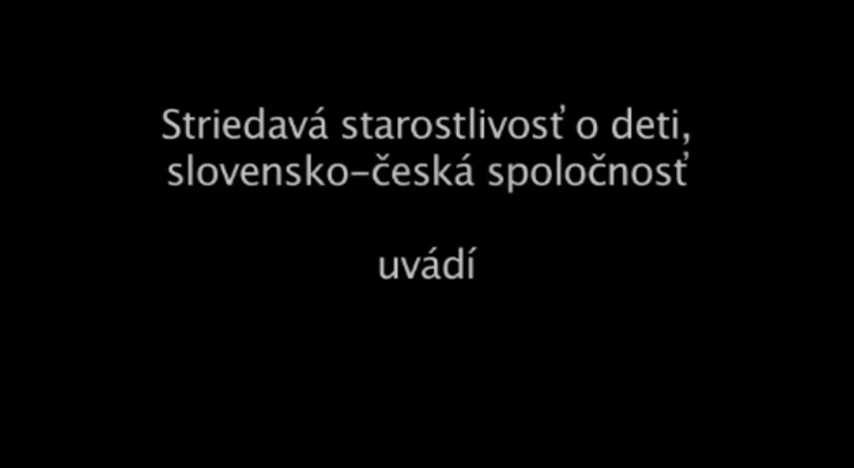 Striedavá starostlivosť o deti,
slovensko-česká spoločnosť
uvádí